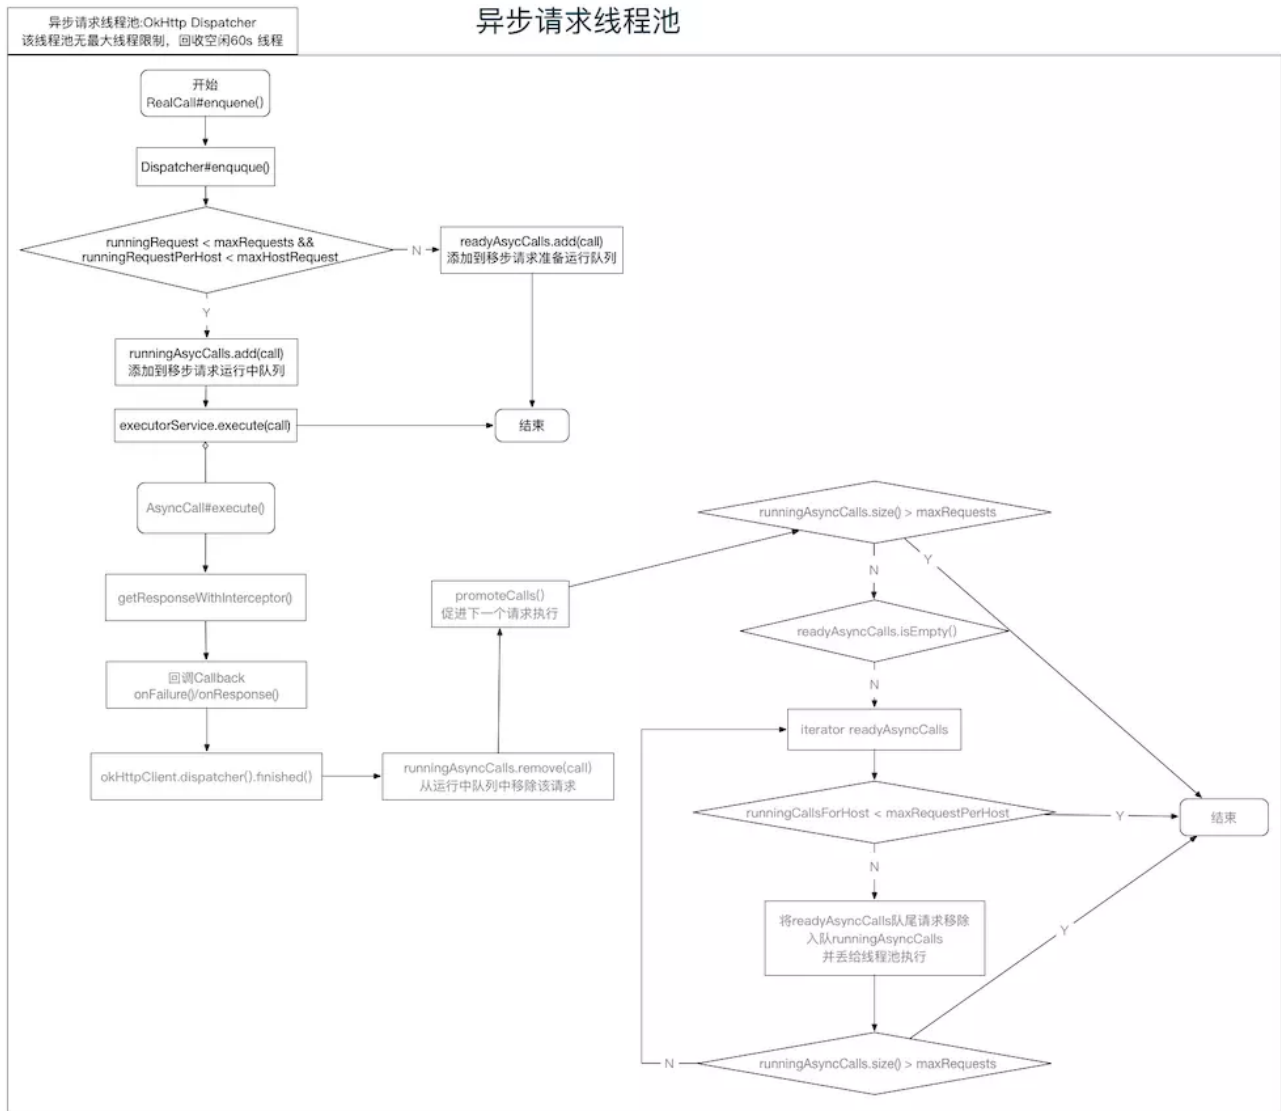 异步请求线程池:OkHttp Dispatcher
该线程池无最大线程限制，回收空闲60s 线程
异步请求线程池
开始
RealCall#enquene()
Dispatcher#enquque()
runningRequest < maxRequests &&
runningRequestPerHost < maxHostRequest
N
readyAsycCalls.add(call)
添加到移步请求准备运行队列
Y
runningAsycCalls.add(call)
添加到移步请求运行中队列
executorService.execute(call)
结束
AsyncCall#execute()
getResponseWithInterceptor()
回调Callback
onFailure()/onResponse()
okHttpClient.dispatcher().finished()
runningAsyncCalls.remove(call)
从运行中队列中移除该请求
promoteCalls()
促进下一个请求执行
runningAsyncCalls.size() > maxRequests
N
Y
readyAsyncCalls.isEmpty()
N
iterator readyAsyncCalls
runningCallsForHost < maxRequestPerHost
Y
结束
N
将readyAsyncCalls队尾请求移除
入队runningAsyncCalls
并丢给线程池执行
Y
N
runningAsyncCalls.size() > maxRequests